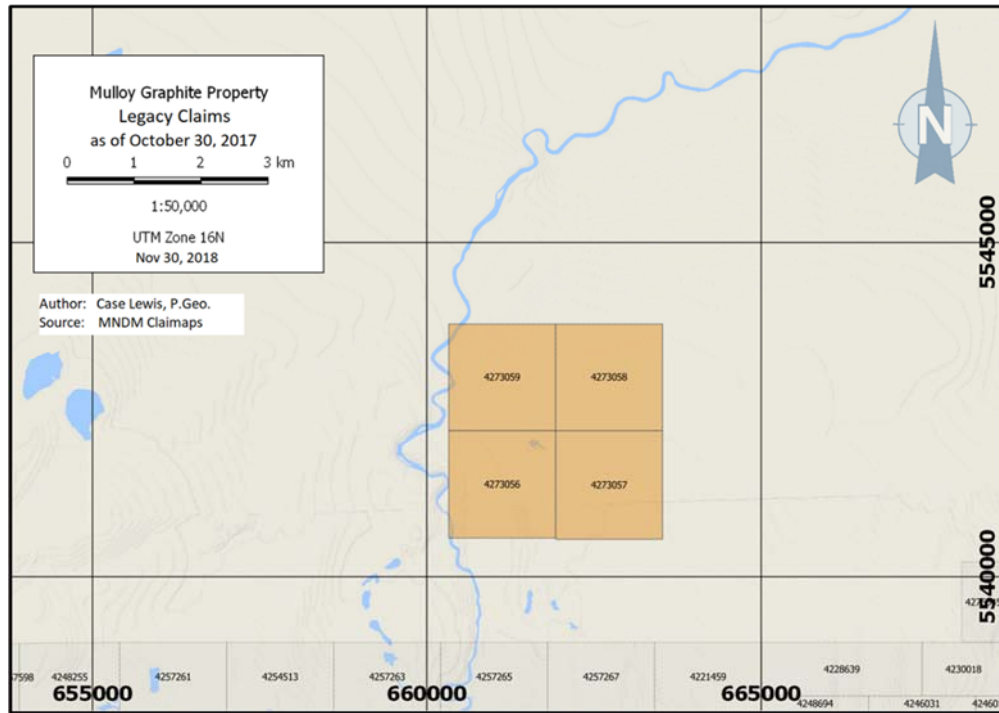 Mulloy Graphite Property
Legacy Claims
as of October 30, 2017
0 1 2 3 km
1:50,000
UTM Zone 16N
Nov 30, 2018
Author: Case Lewis, P.Geo.
Source: MNDM Claimaps
N
5545000
4273059 4273058
4273056 4273057
5540000
4248255 4257261 4254513 4257263 4257265 4257267 4221459 4228639 4230018
655000 660000 665000
4248694 4246031